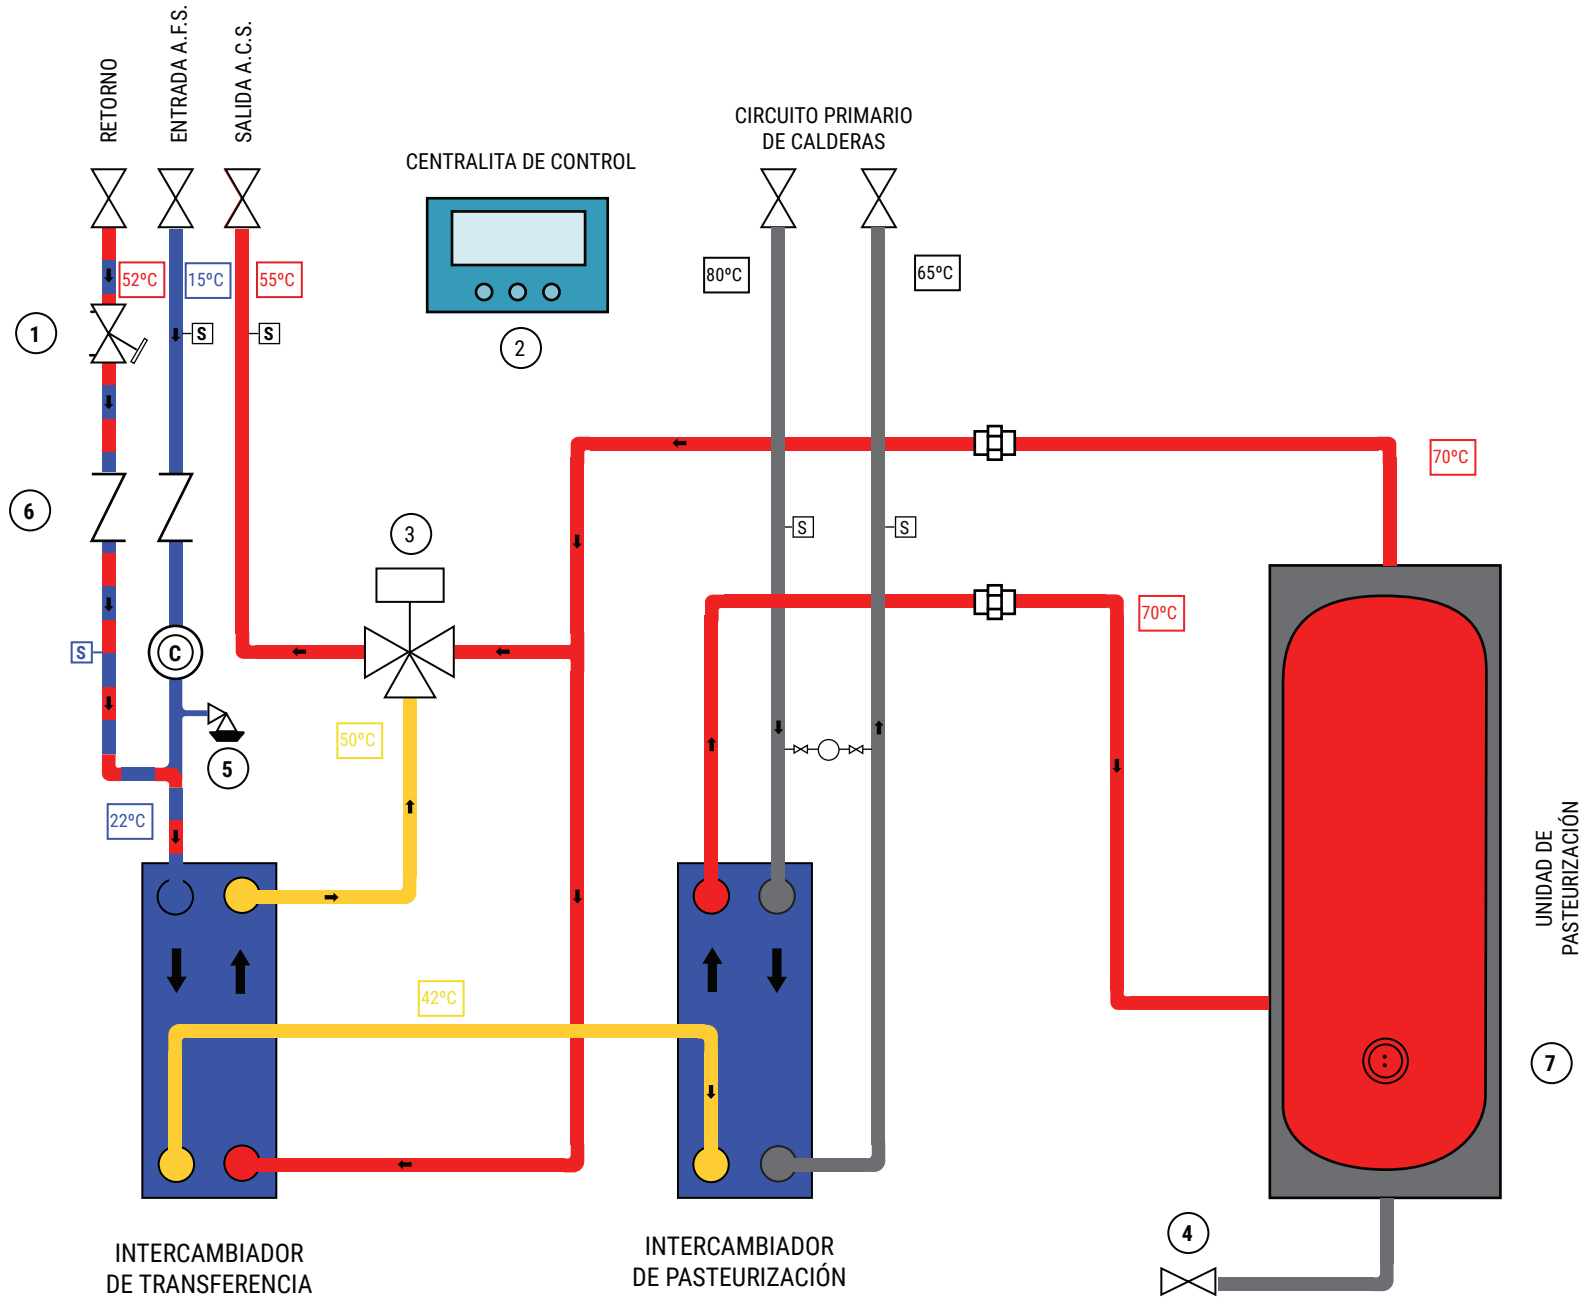 RETORNO
ENTRADA A.F.S.
SALIDA A.C.S.
CENTRALITA DE CONTROL
CIRCUITO PRIMARIO
DE CALDERAS
52ºC
15ºC
55ºC
80ºC
65ºC
1
S
S
2
70ºC
6
3
S
S
70ºC
S
C
50ºC
5
22ºC
UNIDAD DE
PASTEURIZACIÓN
42ºC
7
4
INTERCAMBIADOR
DE TRANSFERENCIA
INTERCAMBIADOR
DE PASTEURIZACIÓN